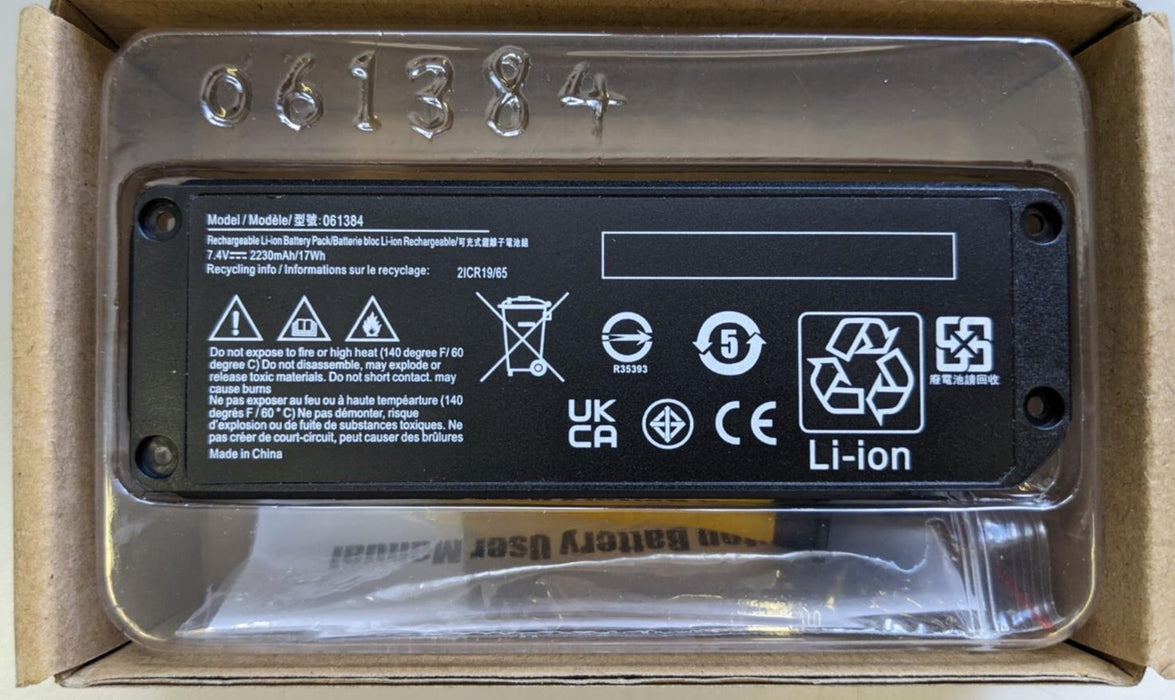 061384
Model / Modèle/ 型號: 061384
Rechargeable Li-ion Battery Pack/Batterie bloc Li-ion Rechargeable/可充式鋰離子電池組
7.4V⎓ 2230mAh/17Wh
Recycling info / Informations sur le recyclage: 2ICR19/65
Do not expose to fire or high heat (140 degree F/ 60
degree C) Do not disassemble, may explode or
release toxic materials. Do not short contact. may
cause burns
Ne pas exposer au feu ou à haute tempéarture (140
degrés F / 60 ° C) Ne pas démonter, risque
d'explosion ou de fuite de substances toxiques. Ne
pas créer de court-circuit, peut causer des brûlures
Made in China
R35393
5
UK
CA
CE
Li-ion
廢電池請回收
ion Battery User Manual